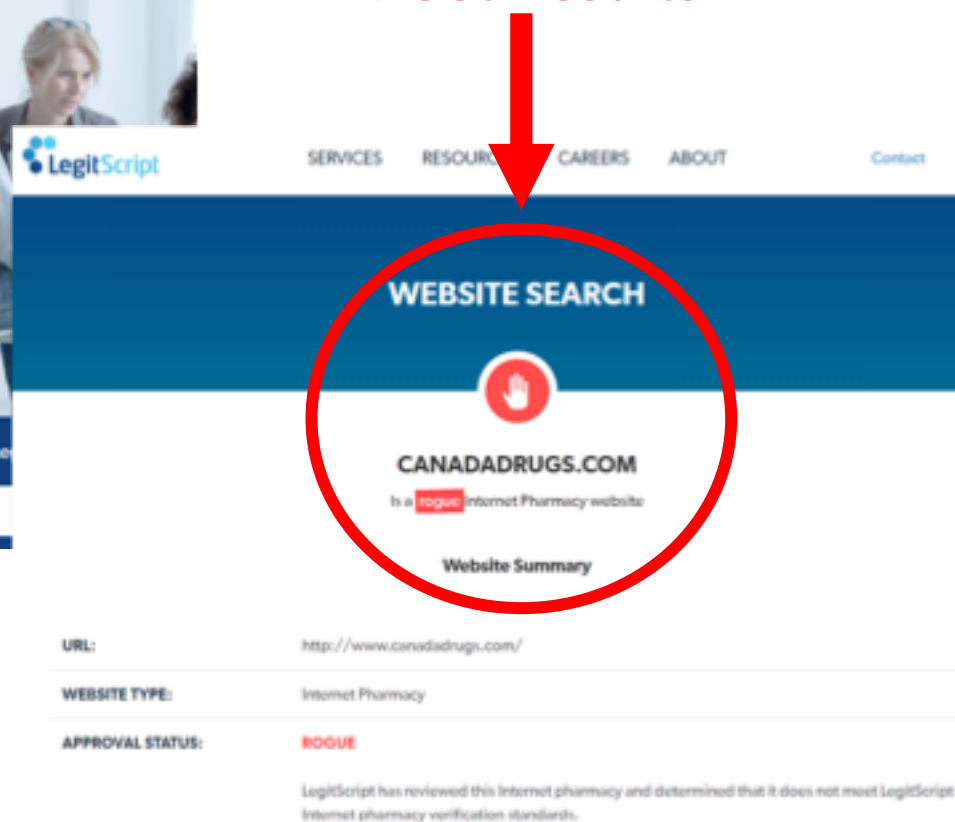 LegitScript
SERVICES
CAREERS
ABOUT
Contact
WEBSITE SEARCH
CANADADRUGS.COM
Is a rogue Internet Pharmacy website
Website Summary
URL:
http://www.canadadrugs.com/
WEBSITE TYPE:
Internet Pharmacy
APPROVAL STATUS:
ROGUE
LegitScript has reviewed this Internet pharmacy and determined that it does not meet LegitScript
Internet pharmacy verification standards.